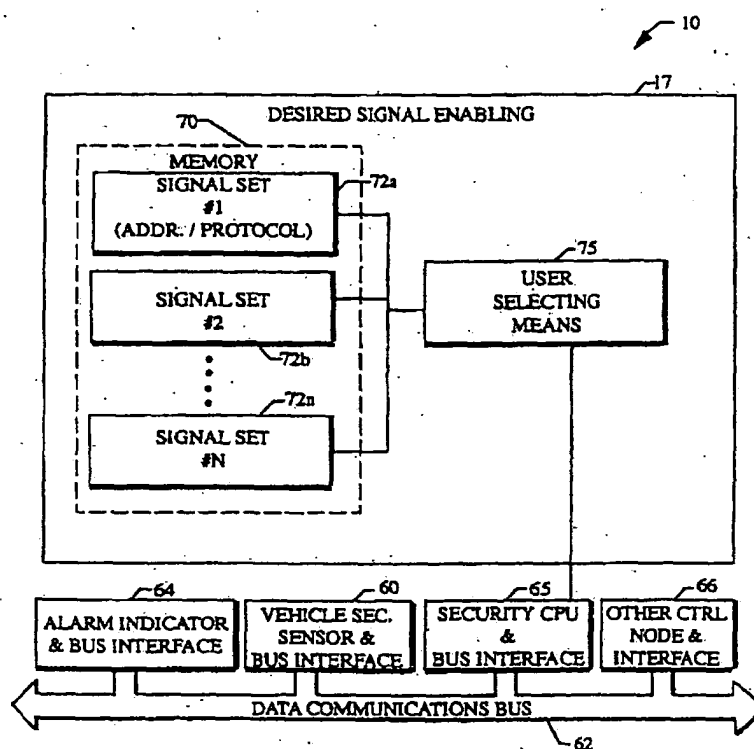 10
17
DESIRED SIGNAL ENABLING
70
MEMORY
SIGNAL SET
#1
(ADDR. / PROTOCOL)
72a
75
USER
SELECTING
MEANS
SIGNAL SET
#2
72b
72n
SIGNAL SET
#N
64
ALARM INDICATOR
& BUS INTERFACE
60
VEHICLE SEC.
SENSOR &
BUS INTERFACE
65
SECURITY CPU
&
BUS INTERFACE
66
OTHER CTRL
NODE &
INTERFACE
DATA COMMUNICATIONS BUS
62